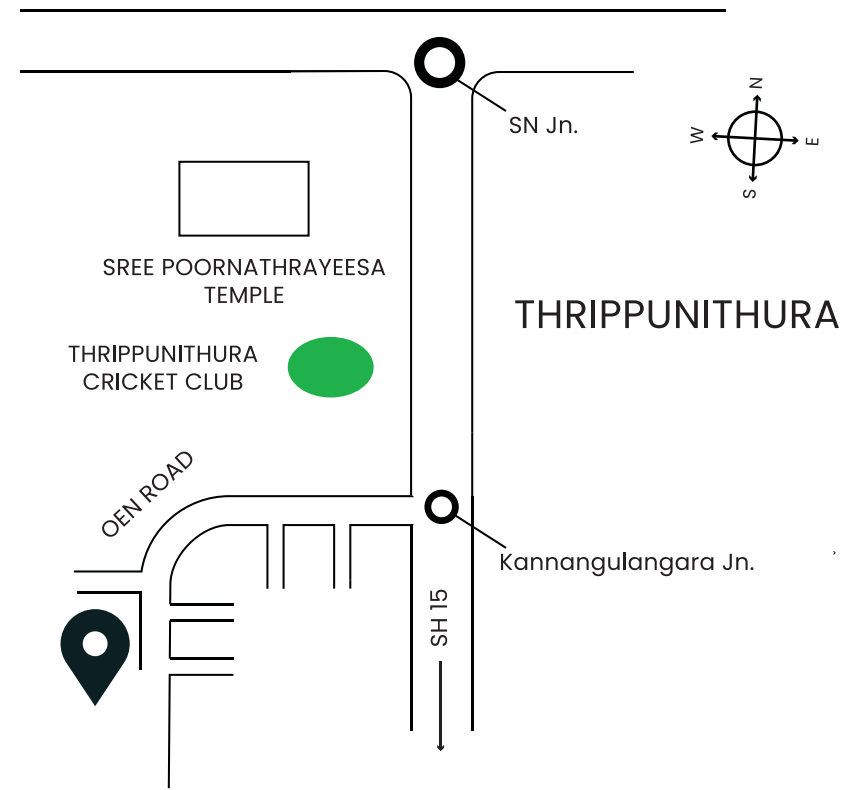 SN Jn.
N
W
E
S
SREE POORNATHRAYEESA
TEMPLE
THRIPPUNITHURA
THRIPPUNITHURA
CRICKET CLUB
OEN ROAD
Kannangulangara Jn.
SH 15